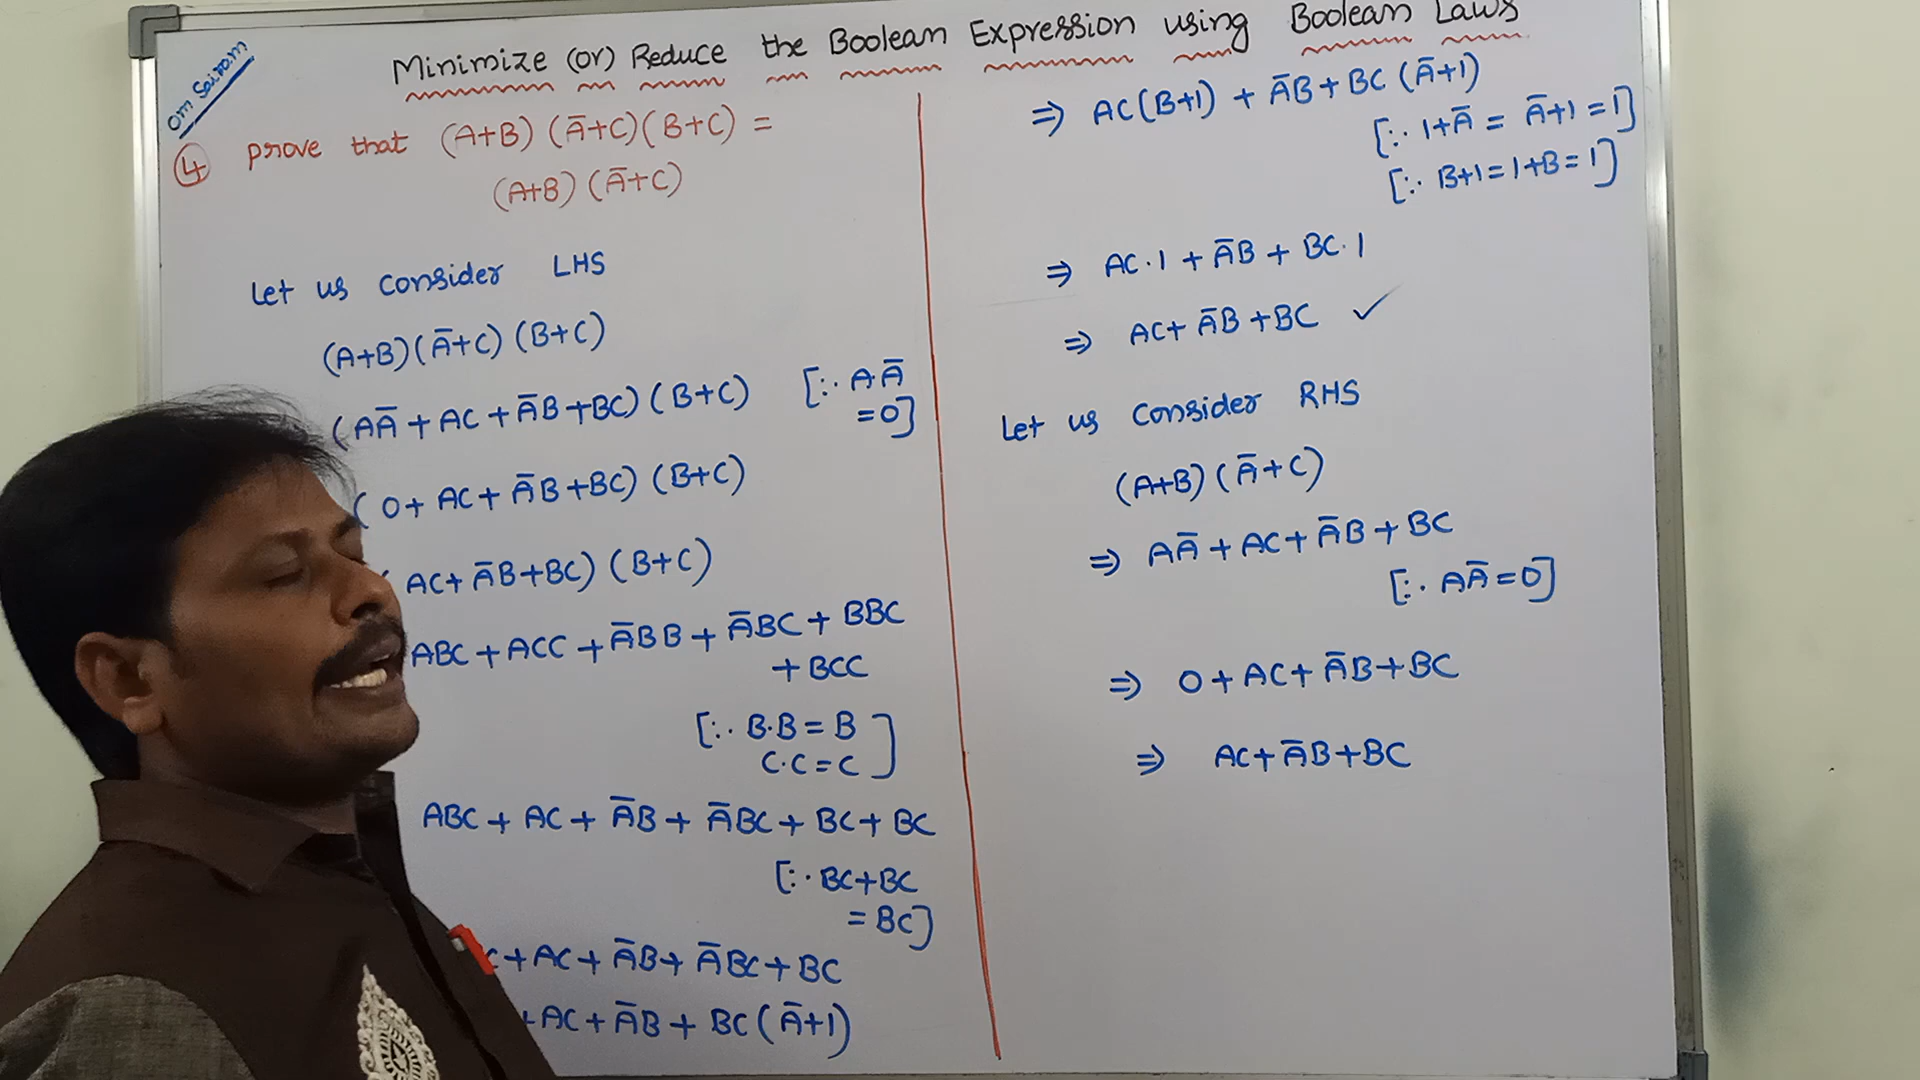 Minimize (or) Reduce the Boolean Expression using Boolean Laws
Om Sairam
④ prove that (A+B) (Ā+C) (B+C) =
(A+B) (Ā+C)
Let us consider LHS
(A+B)(Ā+C) (B+C)
(AĀ + AC + ĀB + BC) (B+C) [∵ A·Ā
= 0]
( 0 + AC + ĀB + BC) (B+C)
( AC + ĀB + BC) (B+C)
ABC + ACC + ĀBB + ĀBC + BBC
+ BCC
[∵ B·B = B
C·C = C ]
ABC + AC + ĀB + ĀBC + BC + BC
[∵ BC+BC
= BC]
C + AC + ĀB + ĀBC + BC
+ AC + ĀB + BC (Ā+1)
⇒ AC (B+1) + ĀB + BC (Ā+1)
[∵ 1+Ā = Ā+1 = 1]
[∵ B+1 = 1+B = 1]
⇒ AC·1 + ĀB + BC·1
⇒ AC + ĀB + BC ✓
Let us consider RHS
(A+B) (Ā+C)
⇒ AĀ + AC + ĀB + BC
[∵ AĀ = 0]
⇒ 0 + AC + ĀB + BC
⇒ AC + ĀB + BC